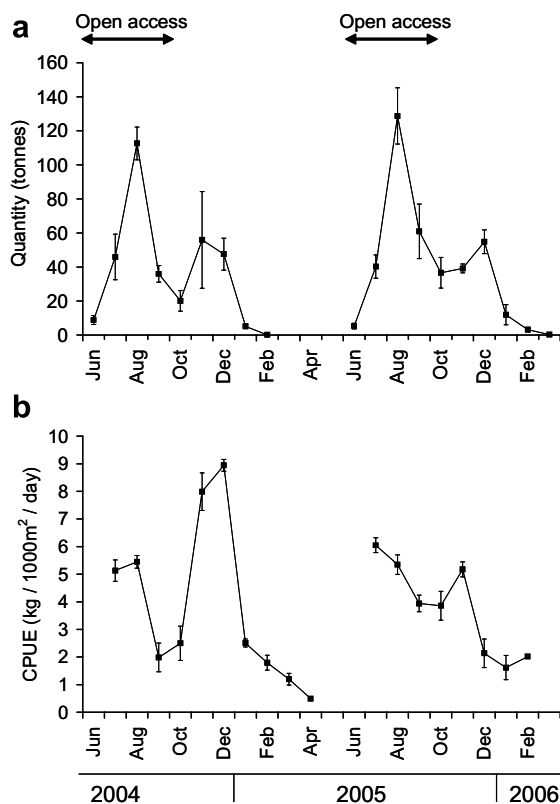 a
Open access Open access
160
140
120
100
80
60
40
20
0
Quantity (tonnes)
Jun Aug Oct Dec Feb Apr Jun Aug Oct Dec Feb
b
10
9
8
7
6
5
4
3
2
1
0
CPUE (kg / 1000m² / day)
Jun Aug Oct Dec Feb Apr Jun Aug Oct Dec Feb
2004 2005 2006